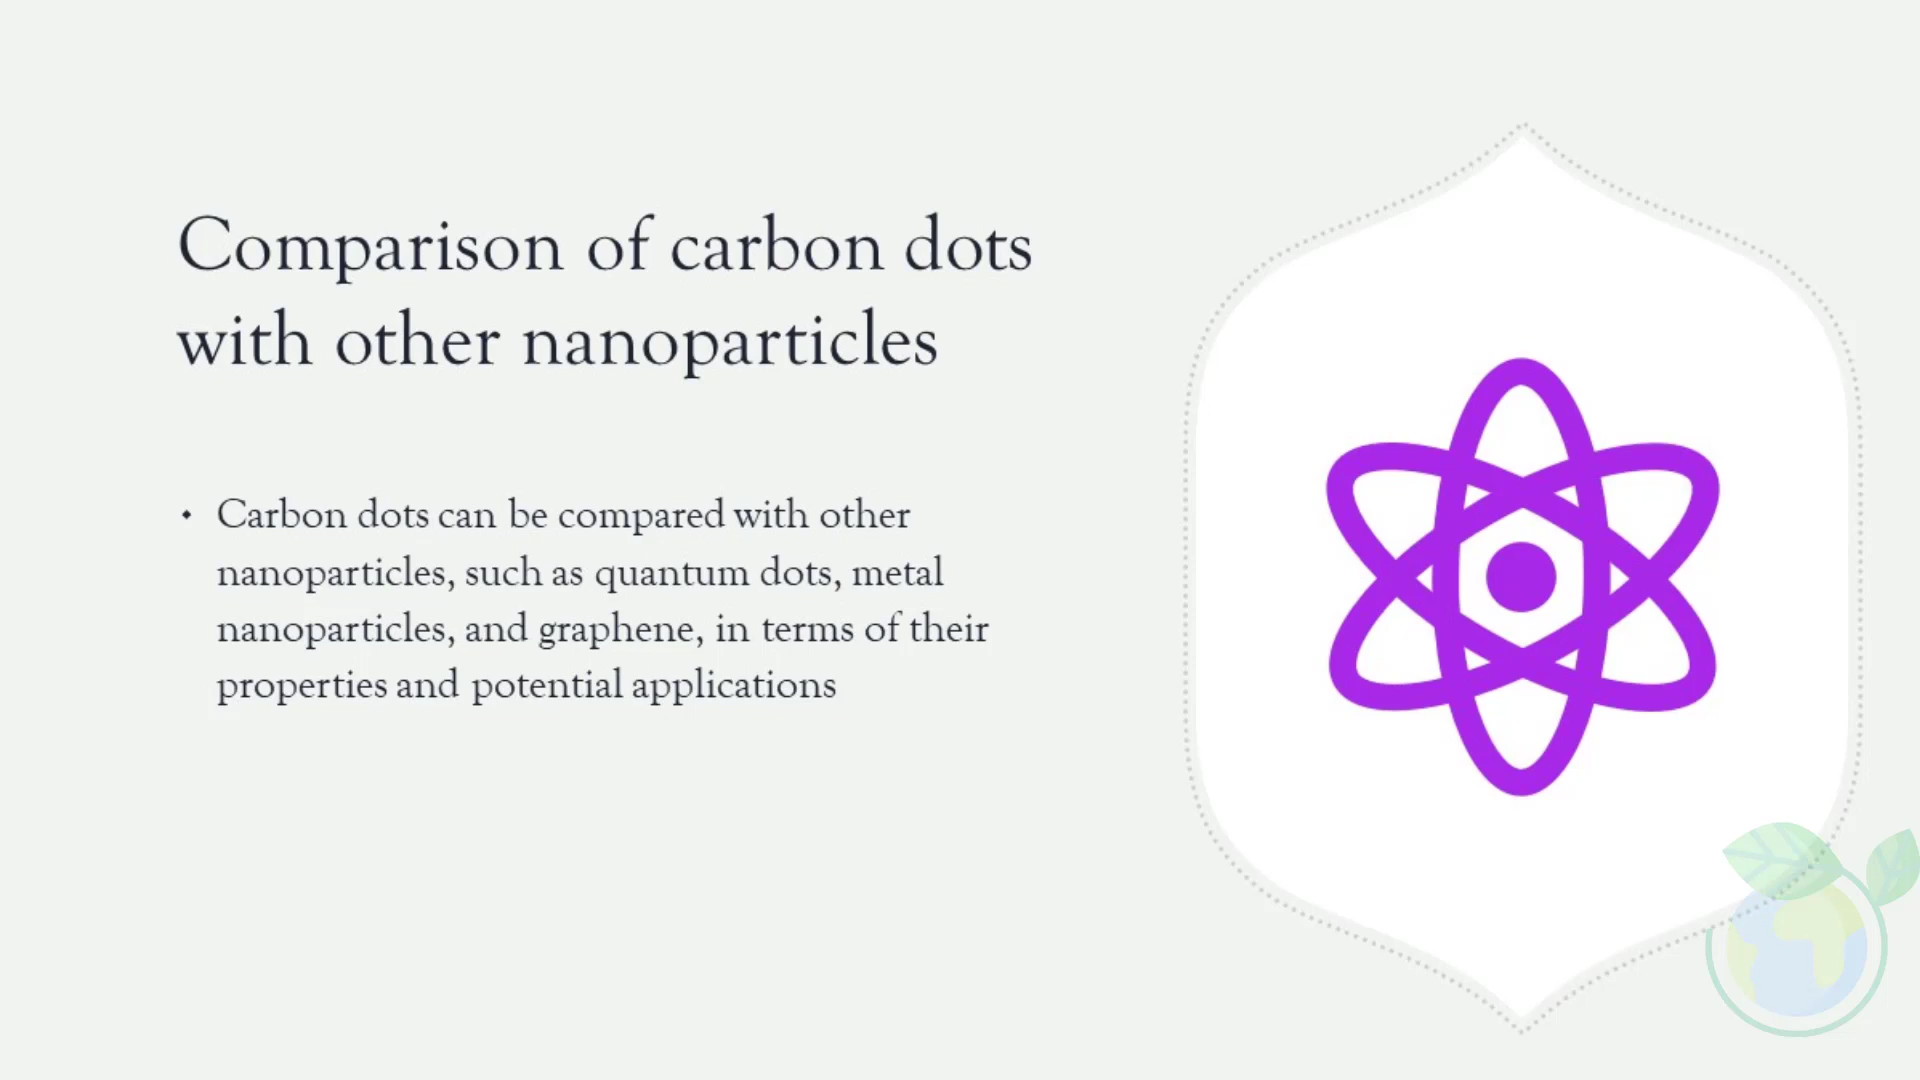 Comparison of carbon dots
with other nanoparticles
• Carbon dots can be compared with other
nanoparticles, such as quantum dots, metal
nanoparticles, and graphene, in terms of their
properties and potential applications